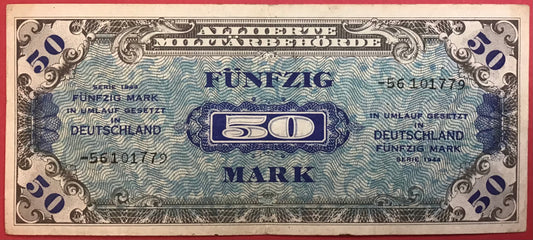 ALLIIERTE
MILITÄRBEHÖRDE
50
50
FÜNFZIG
-56101779
SERIE 1944
FÜNFZIG MARK
IN UMLAUF GESETZT
IN
DEUTSCHLAND
50
IN UMLAUF GESETZT
IN
DEUTSCHLAND
FÜNFZIG MARK
SERIE 1944
-56101779
MARK
50
50